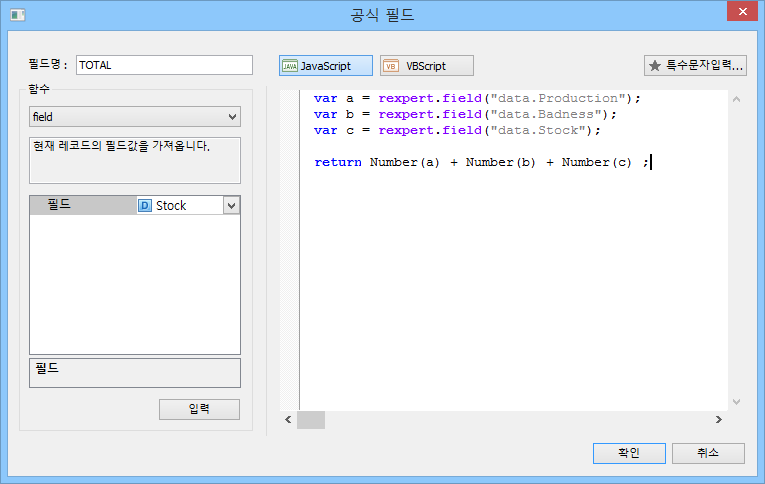 공식 필드
필드명 : TOTAL
JAVA JavaScript
VB VBScript
특수문자입력...
함수
field
현재 레코드의 필드값을 가져옵니다.
필드 D Stock
필드
입력
var a = rexpert.field("data.Production");
var b = rexpert.field("data.Badness");
var c = rexpert.field("data.Stock");
return Number(a) + Number(b) + Number(c) ;
확인
취소